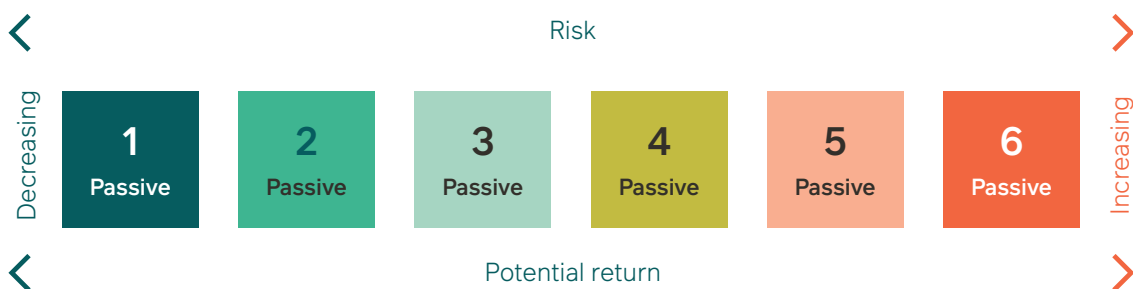 Risk
Decreasing
1
Passive
2
Passive
3
Passive
4
Passive
5
Passive
6
Passive
Increasing
Potential return